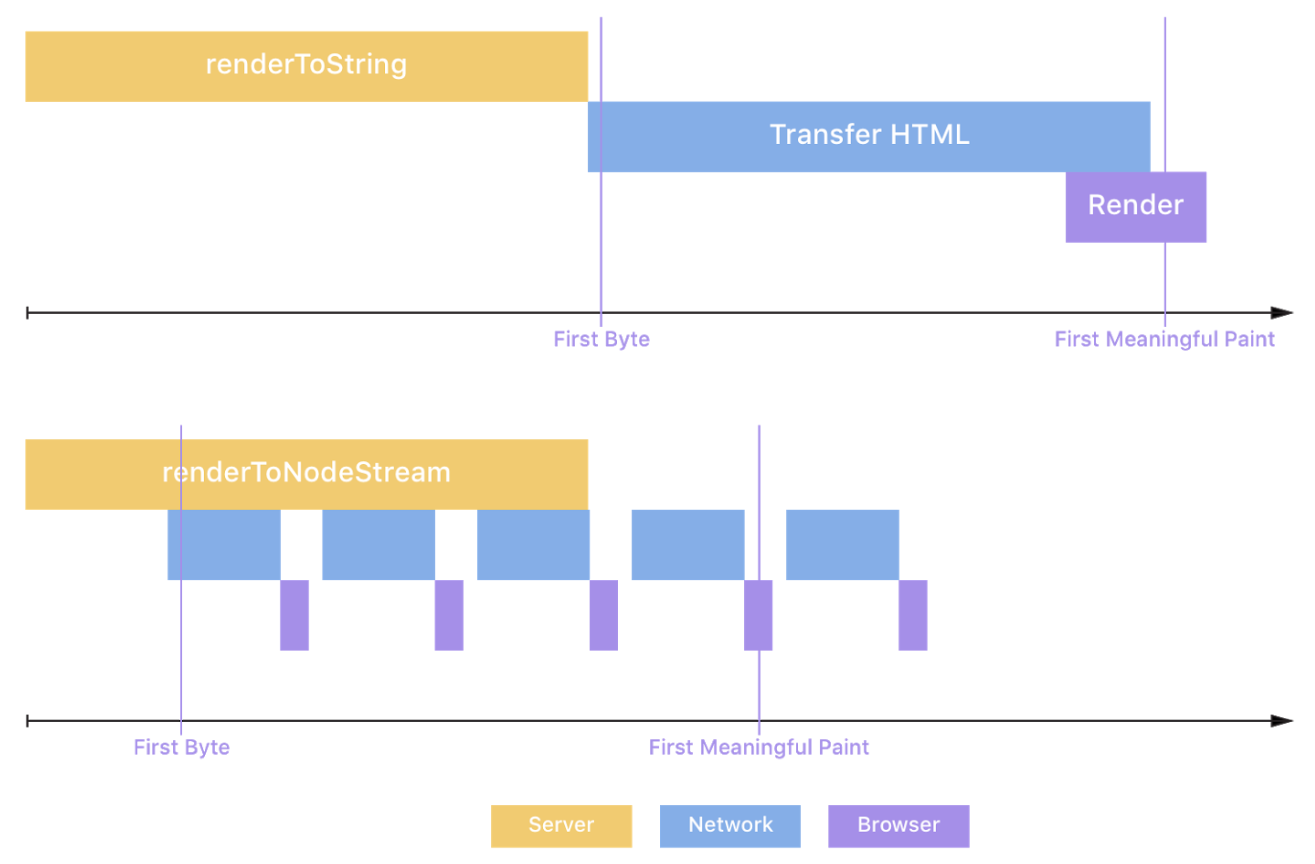 renderToString
Transfer HTML
Render
First Byte
First Meaningful Paint
renderToNodeStream
First Byte
First Meaningful Paint
Server
Network
Browser